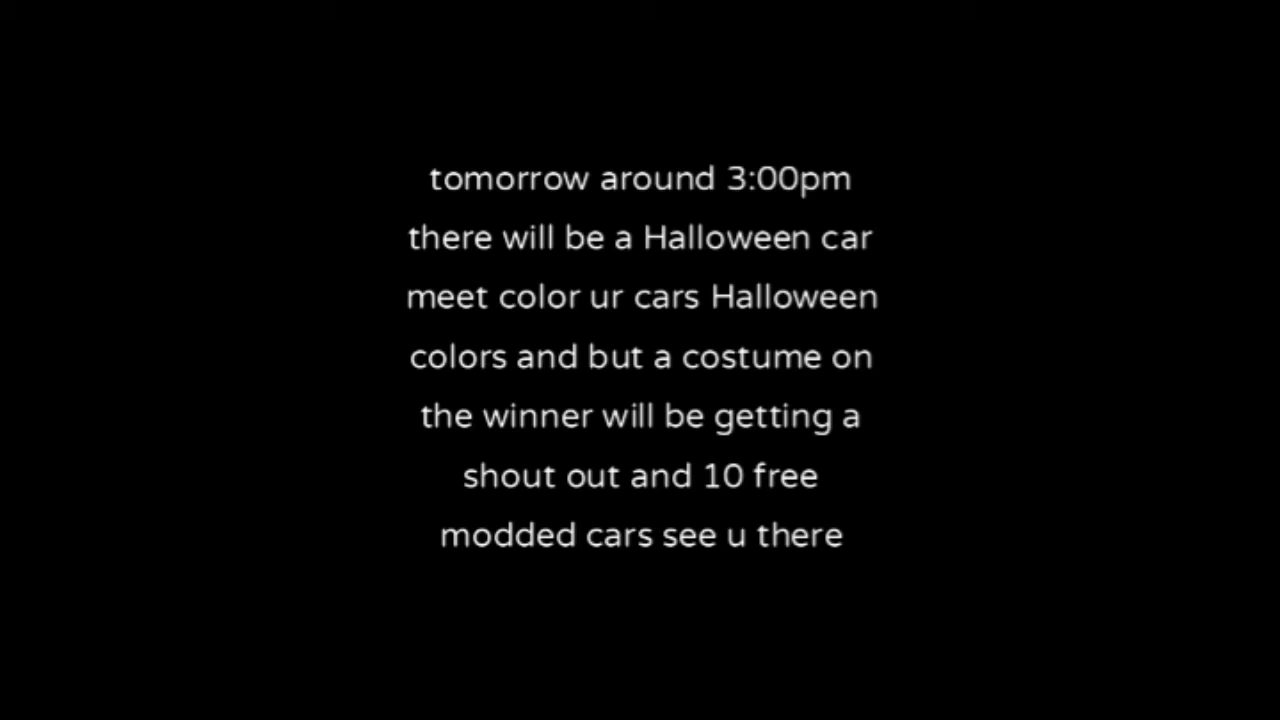 tomorrow around 3:00pm
there will be a Halloween car
meet color ur cars Halloween
colors and but a costume on
the winner will be getting a
shout out and 10 free
modded cars see u there